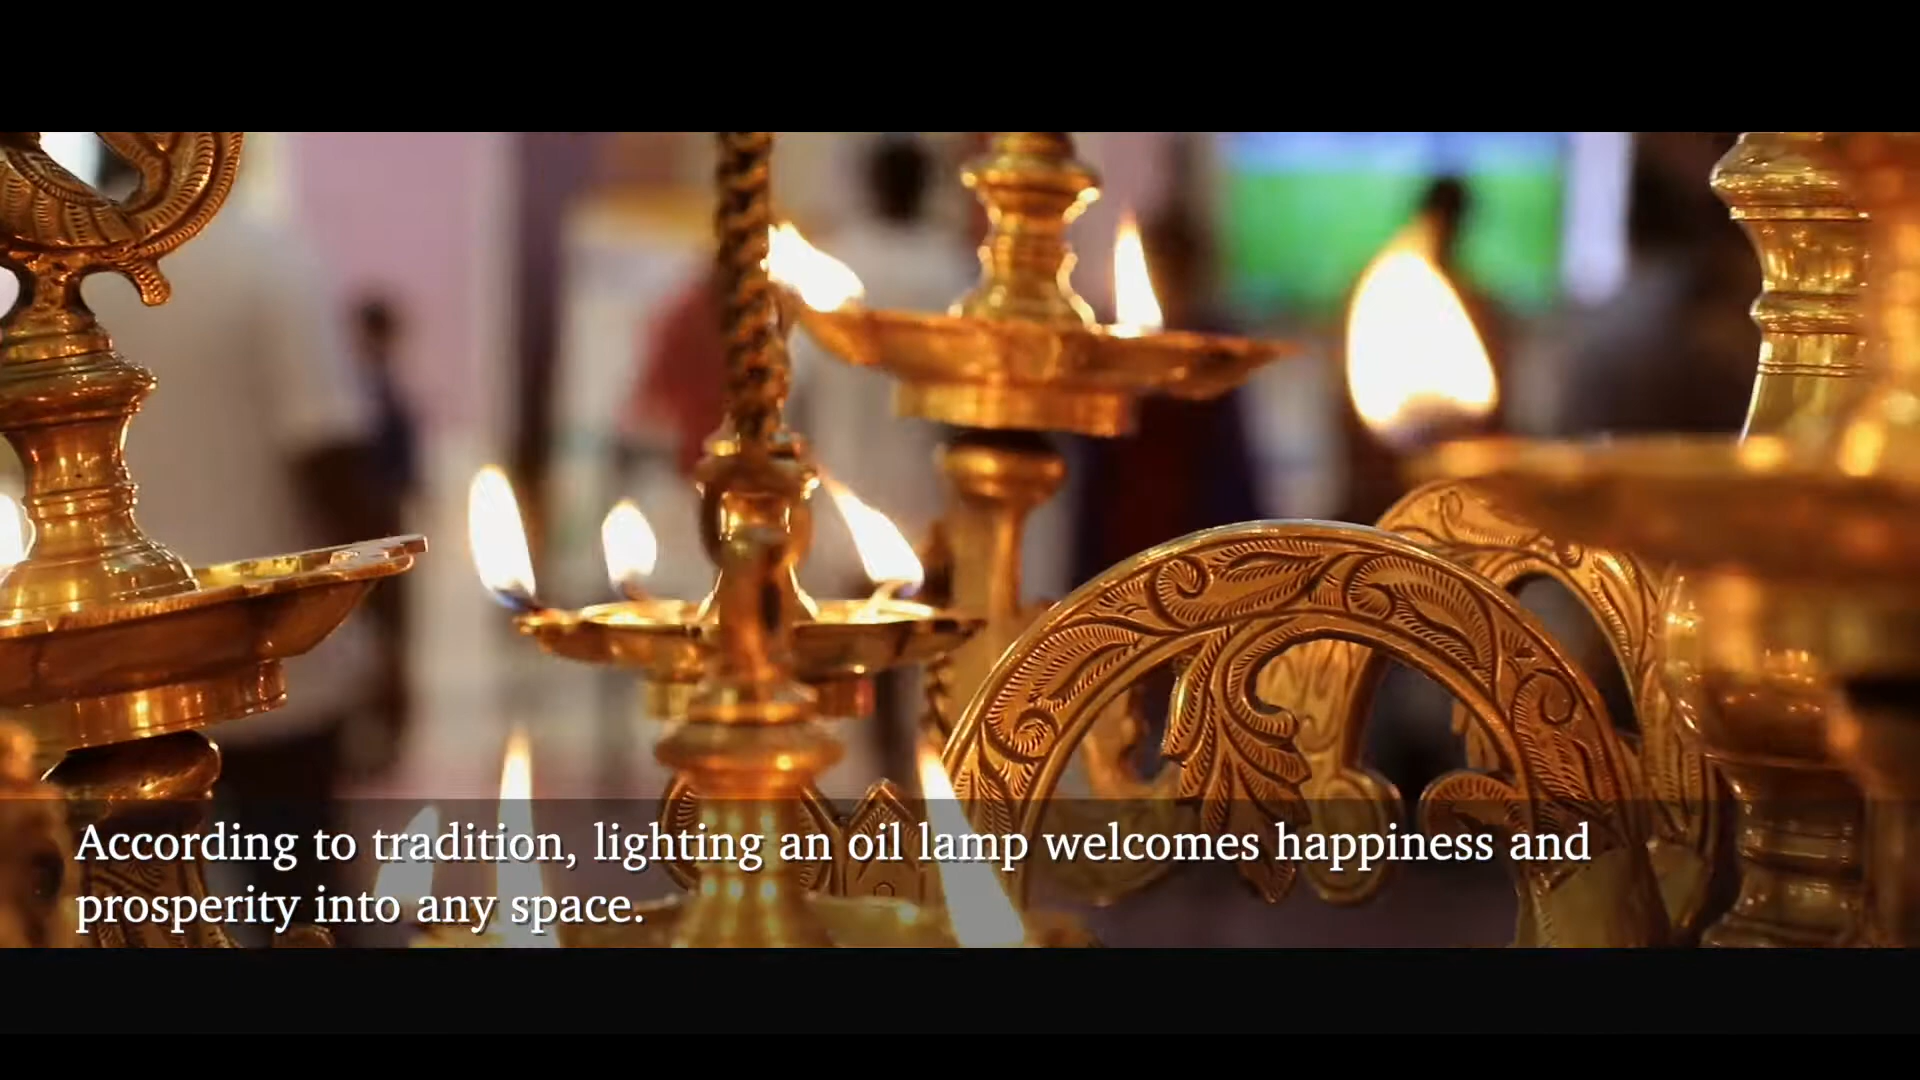 According to tradition, lighting an oil lamp welcomes happiness and
prosperity into any space.